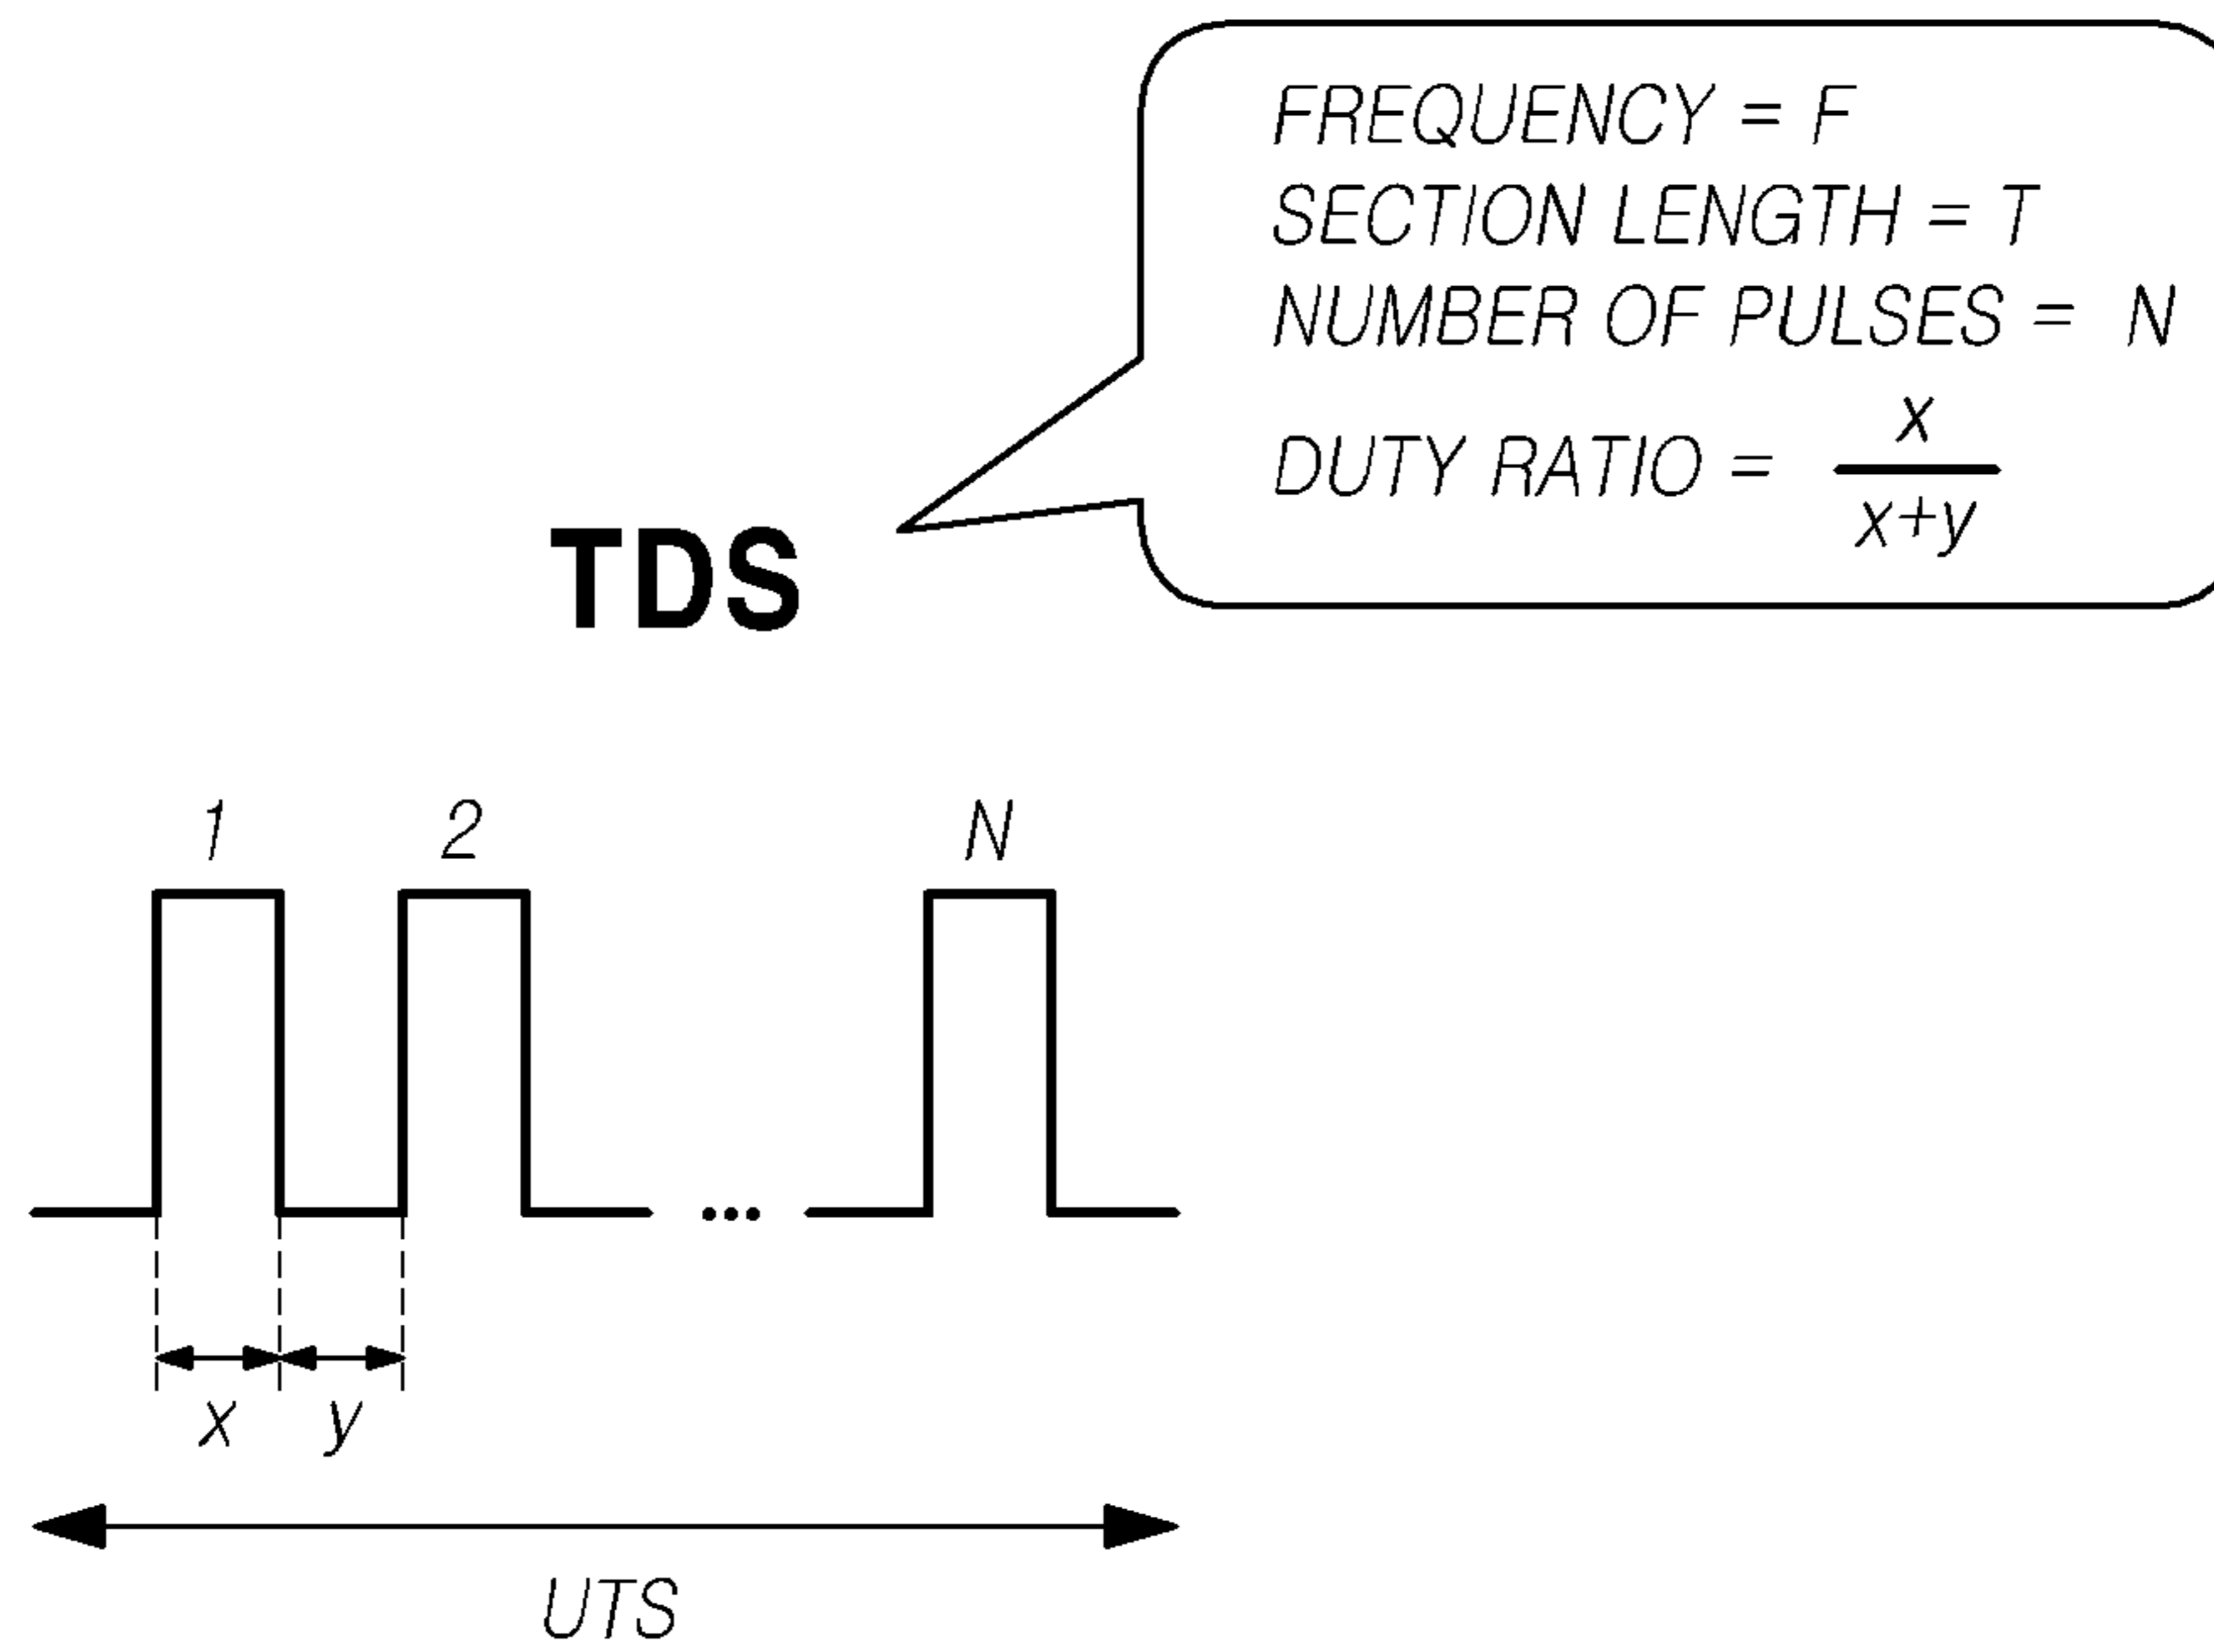 FREQUENCY = F
SECTION LENGTH = T
NUMBER OF PULSES = N
DUTY RATIO = x
x+y
TDS
1 2 N
...
x y
UTS